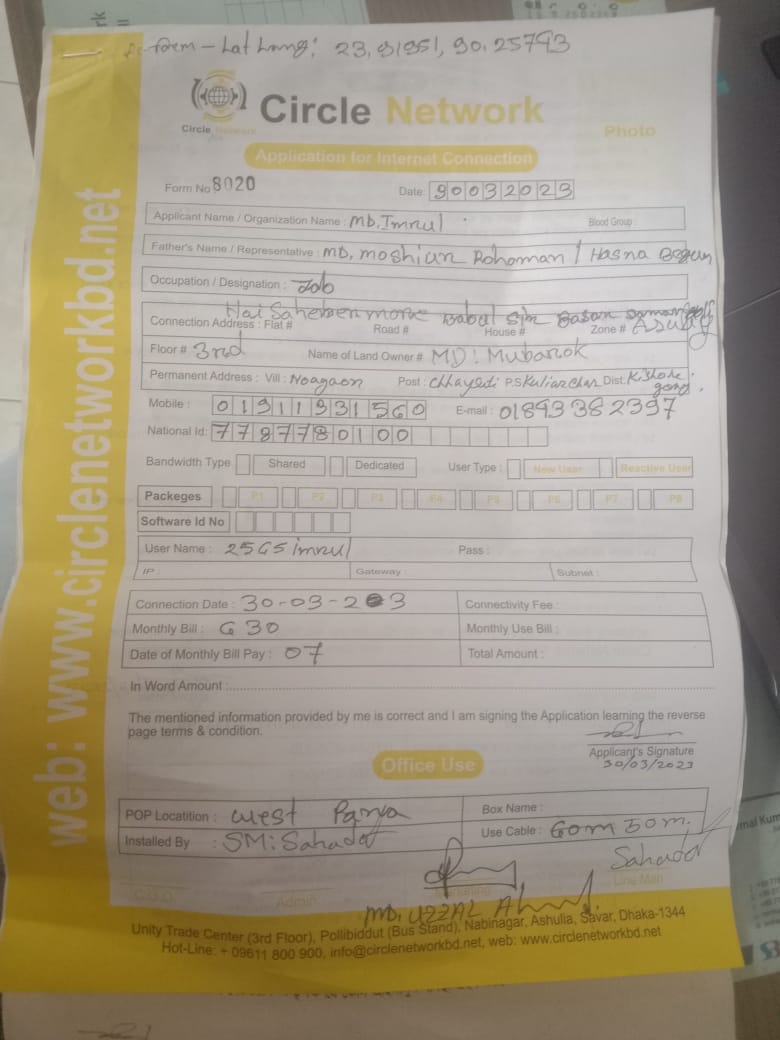 form - Lat Long: 23.91951, 90.25793
Circle Network
Circle Network
Photo
Application for Internet Connection
Form No 8020
Date: 30032023
Applicant Name / Organization Name : MD. Imrul
Blood Group :
Father's Name / Representative : MD. Moshiur Rohoman / Hasna Begum
Occupation / Designation : Job
Connection Address : Flat # Road # House # Zone #
Floor # 3rd Name of Land Owner # MD: Mubarok
Permanent Address : Vill : Noagaon Post : Chhayesuti P.S Kuliarchar Dist. Kishore gong.
Mobile : 01911931560 E-mail : 01893382397
National Id: 7787780100
Bandwidth Type Shared Dedicated User Type : New User Reactive User
Packeges P1 P2 P3 P4 P5 P6 P7 P8
Software Id No
User Name : 25G5imrul Pass :
IP : Gateway : Subnet :
Connection Date : 30-03-2023 Connectivity Fee :
Monthly Bill : 630 Monthly Use Bill :
Date of Monthly Bill Pay : 07 Total Amount :
In Word Amount :
The mentioned information provided by me is correct and I am signing the Application learning the reverse
page terms & condition.
Applicant's Signature
30/03/2023
Office Use
POP Locatition : West Para Box Name :
Installed By : SM: Sahadat Use Cable : 60m 30m.
Sahadat
C.O.O Admin Marketing Line Man
MD. UZZAL Ahmed
Unity Trade Center (3rd Floor), Pollibiddut (Bus Stand), Nabinagar, Ashulia, Savar, Dhaka-1344
Hot-Line: + 09611 800 900, info@circlenetworkbd.net, web: www.circlenetworkbd.net
web: www.circlenetworkbd.net